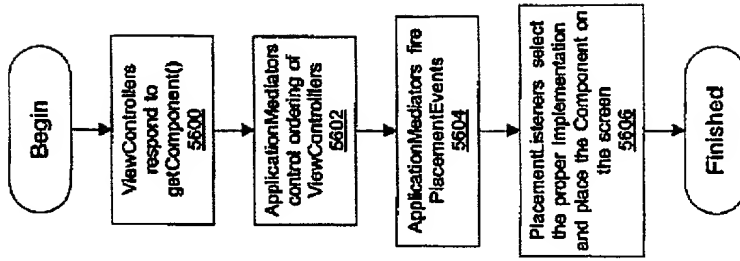 Begin
ViewControllers
respond to
getComponent()
5600
ApplicationMediators
control ordering of
ViewControllers
5602
ApplicationMediators fire
PlacementEvents
5604
PlacementListeners select
the proper Implementation
and place the Component on
the screen
5606
Finished